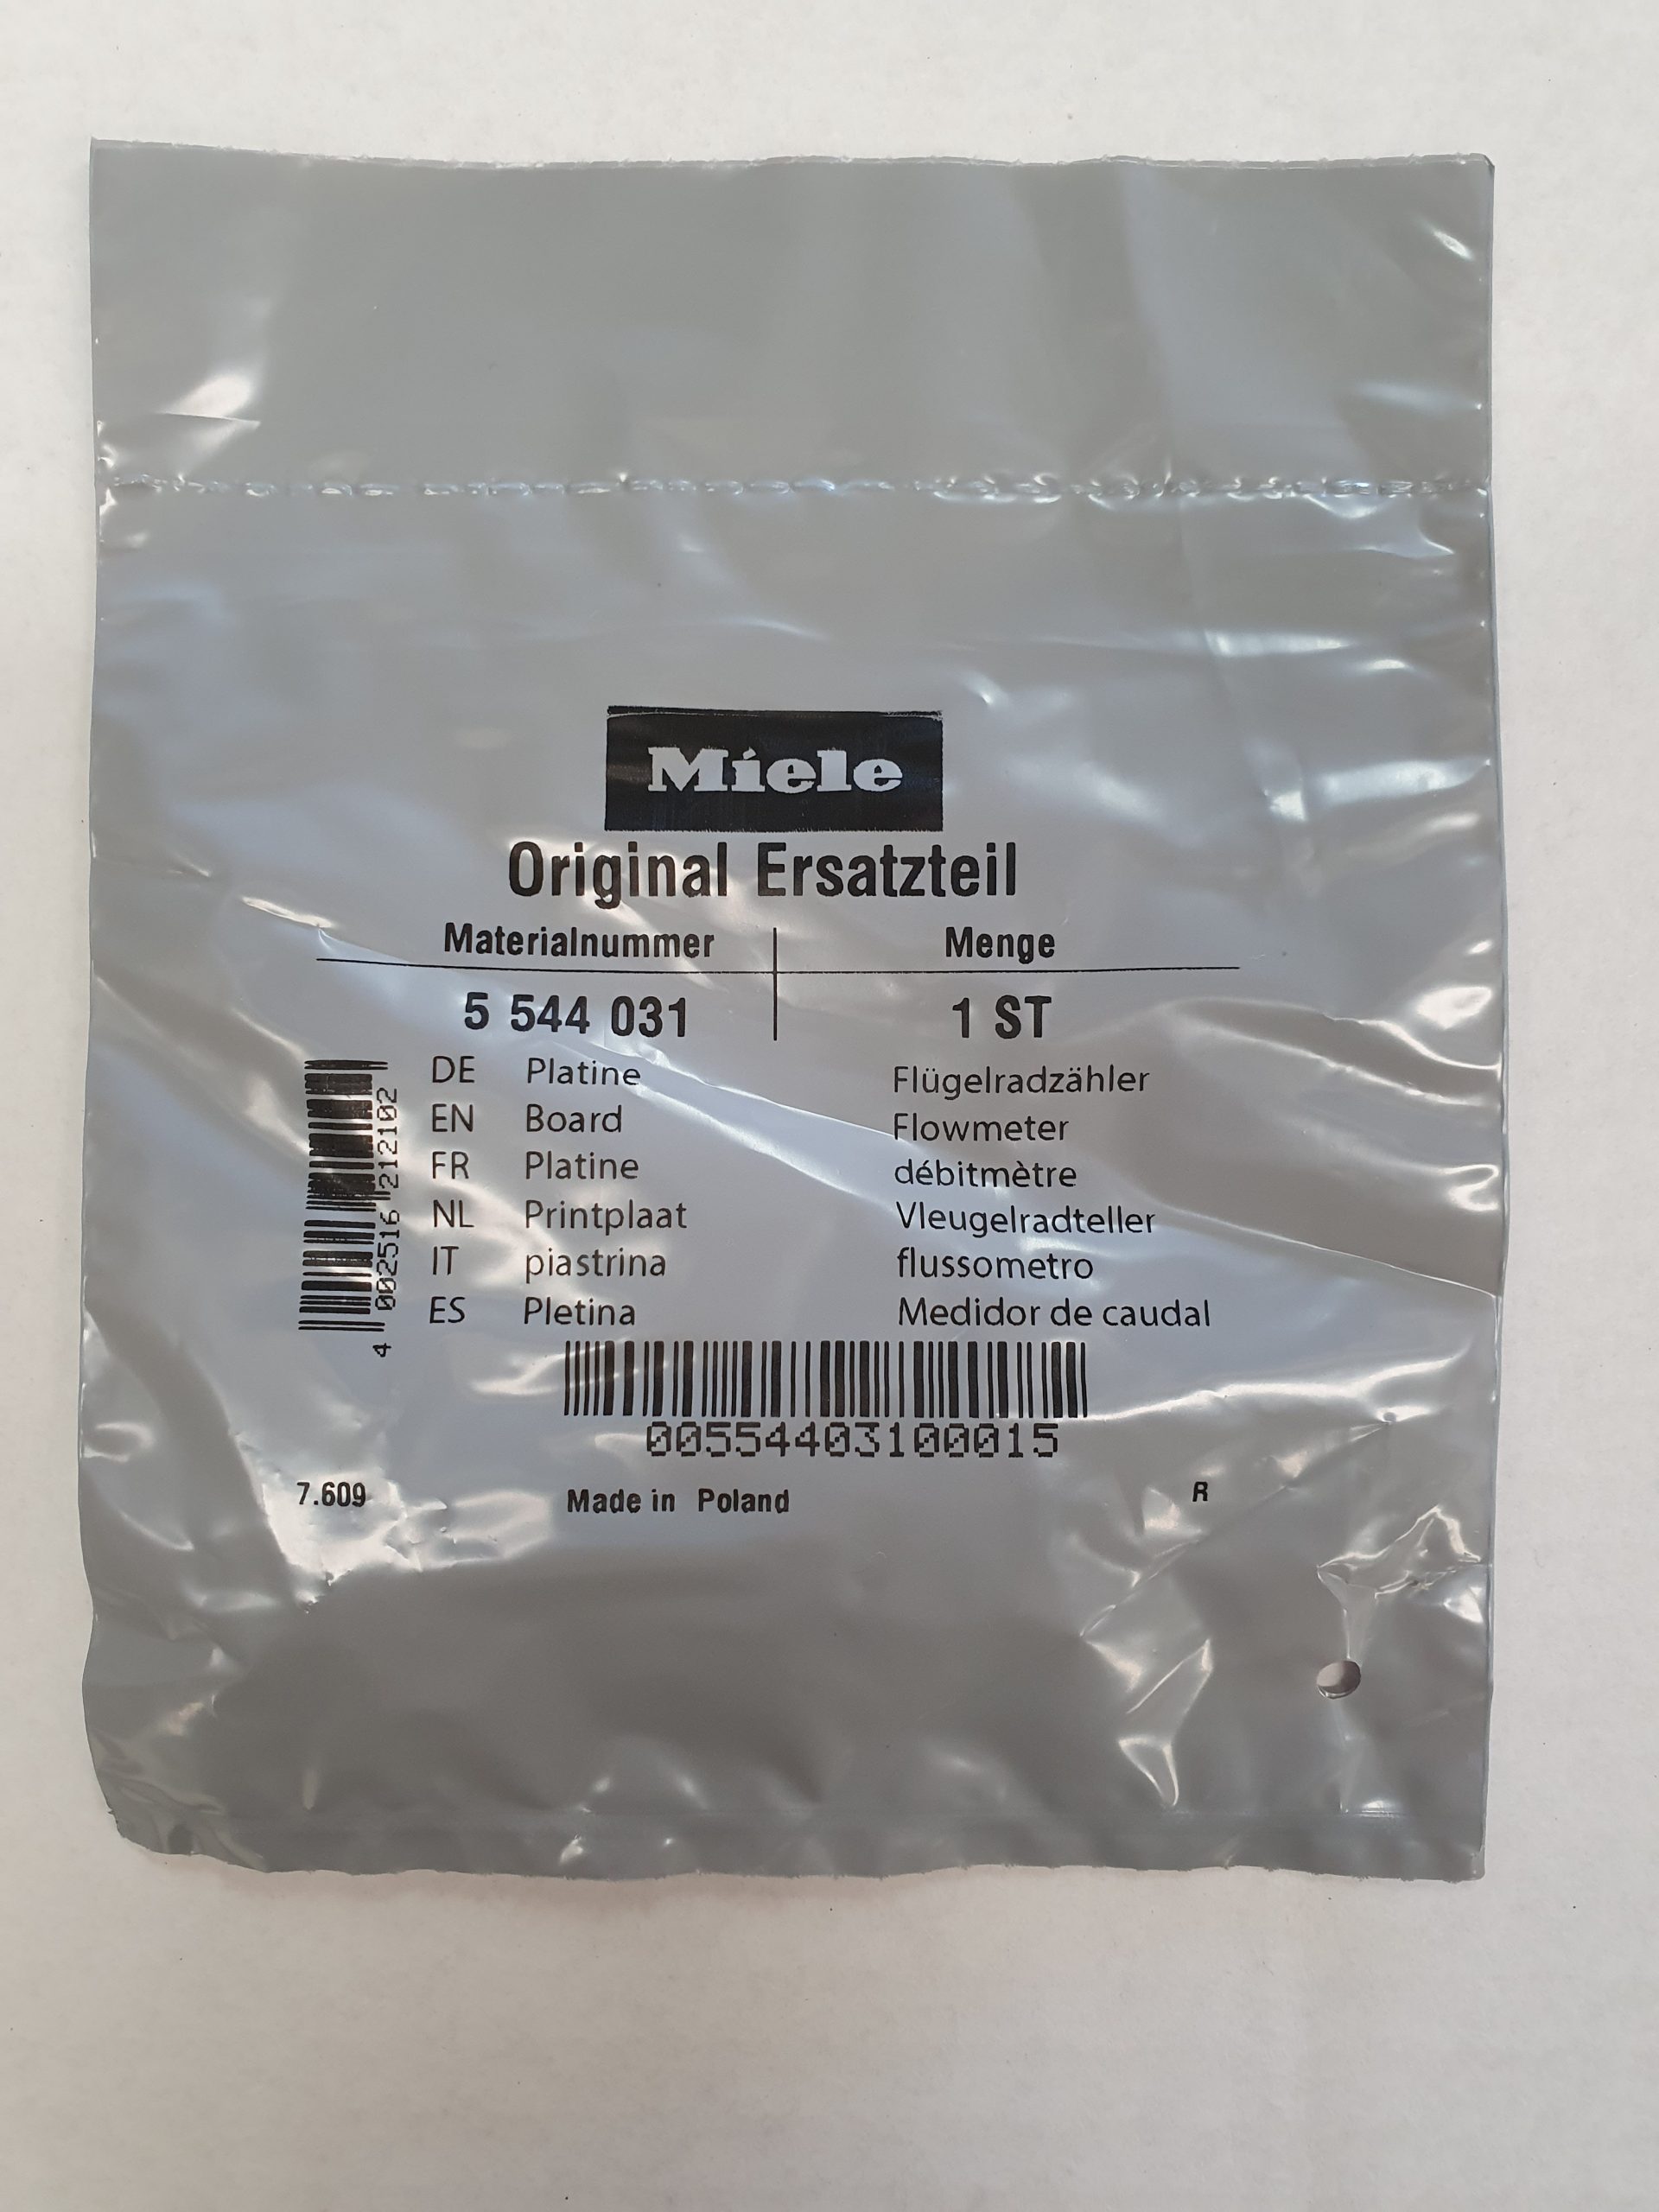 Miele
Original Ersatzteil
Materialnummer Menge
5 544 031 1 ST
DE Platine Flügelradzähler
EN Board Flowmeter
FR Platine débitmètre
NL Printplaat Vleugelradteller
IT piastrina flussometro
ES Pletina Medidor de caudal
4 002516 212102
00554403100015
7.609 Made in Poland R